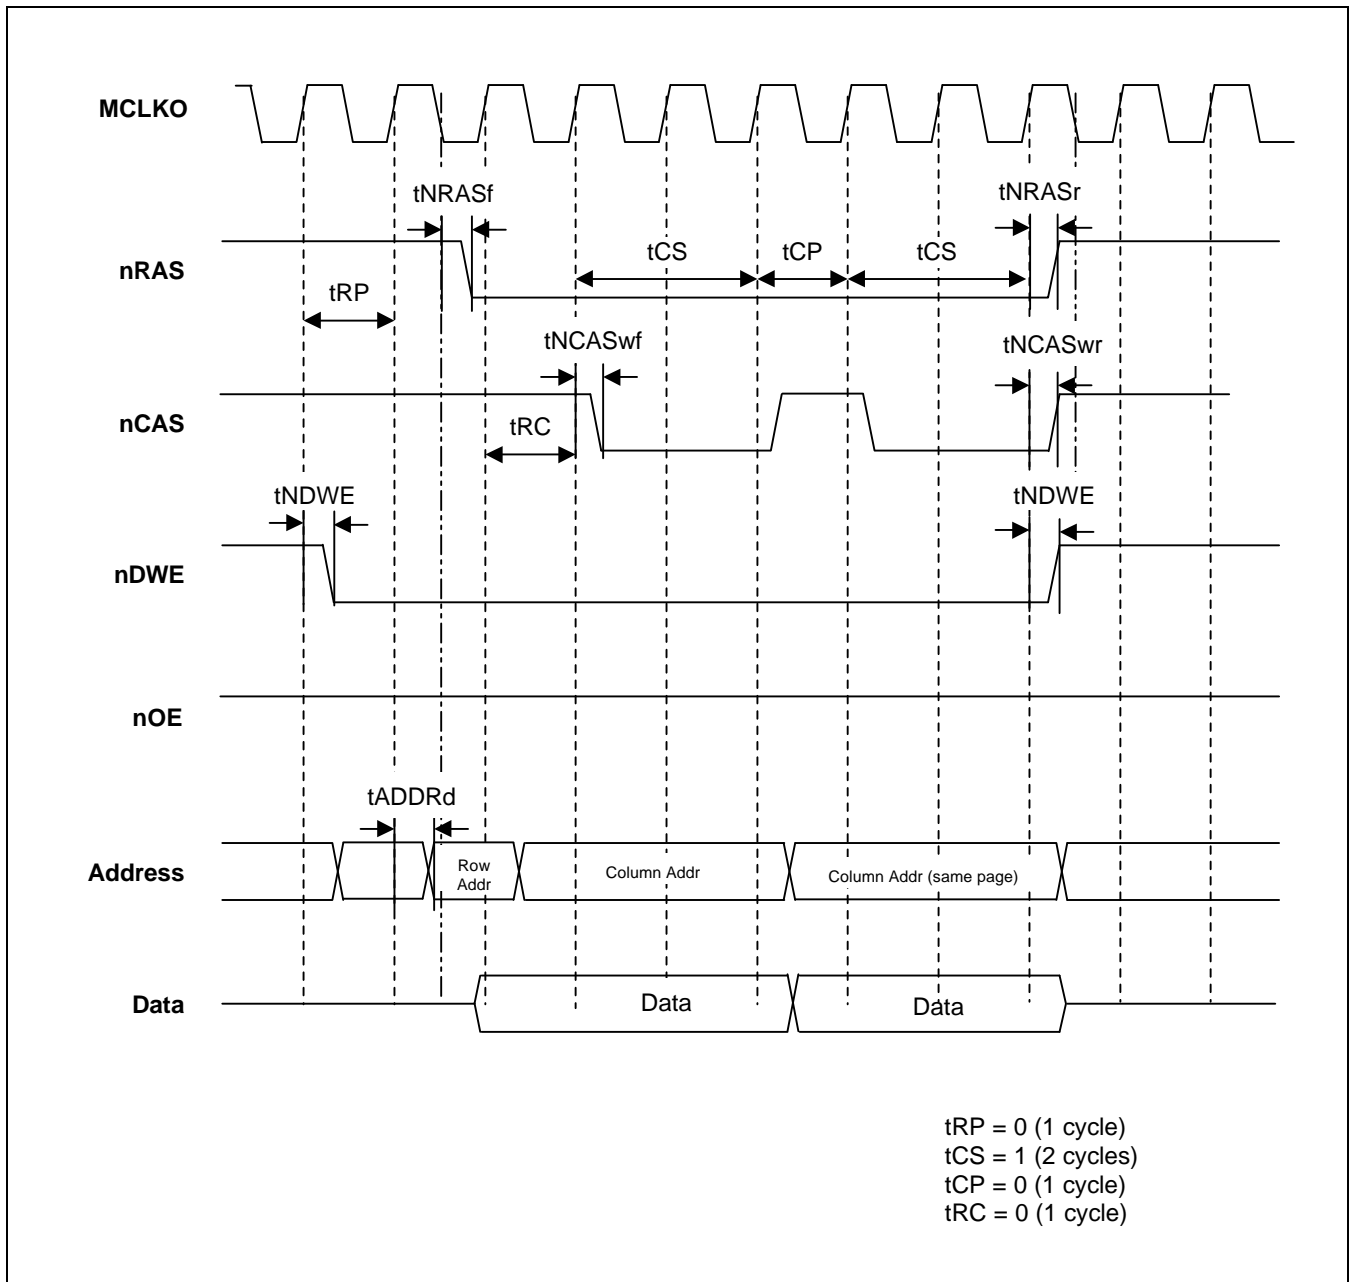 MCLKO
tNRASf
tNRASr
nRAS
tCS
tCP
tCS
tRP
tNCASwf
tNCASwr
nCAS
tRC
tNDWE
tNDWE
nDWE
nOE
tADDRd
Address
Row
Addr
Column Addr
Column Addr (same page)
Data
Data
Data
tRP = 0 (1 cycle)
tCS = 1 (2 cycles)
tCP = 0 (1 cycle)
tRC = 0 (1 cycle)